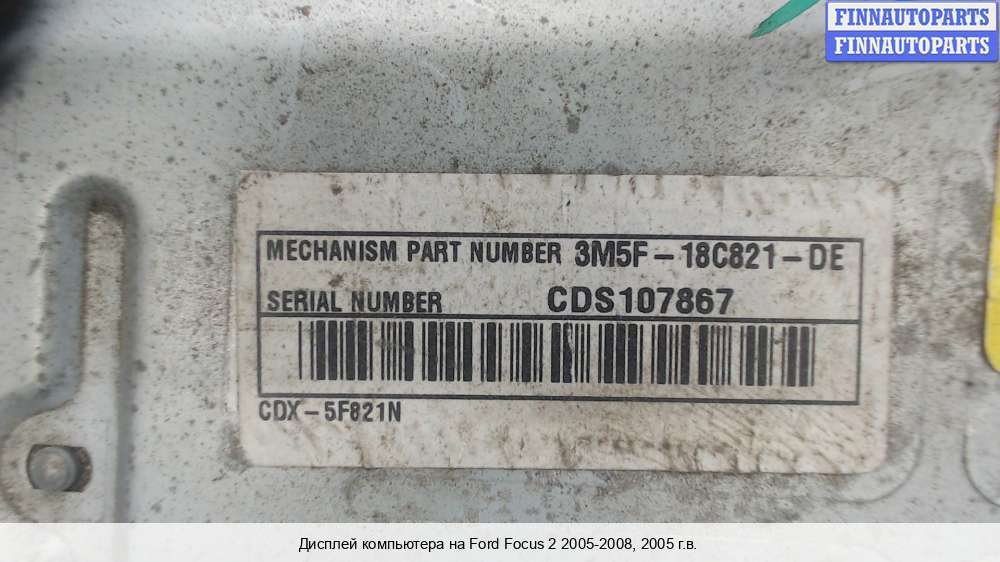 FINNAUTOPARTS
FINNAUTOPARTS
MECHANISM PART NUMBER 3M5F-18C821-DE
SERIAL NUMBER CDS107867
CDX-5F821N
Дисплей компьютера на Ford Focus 2 2005-2008, 2005 г.в.